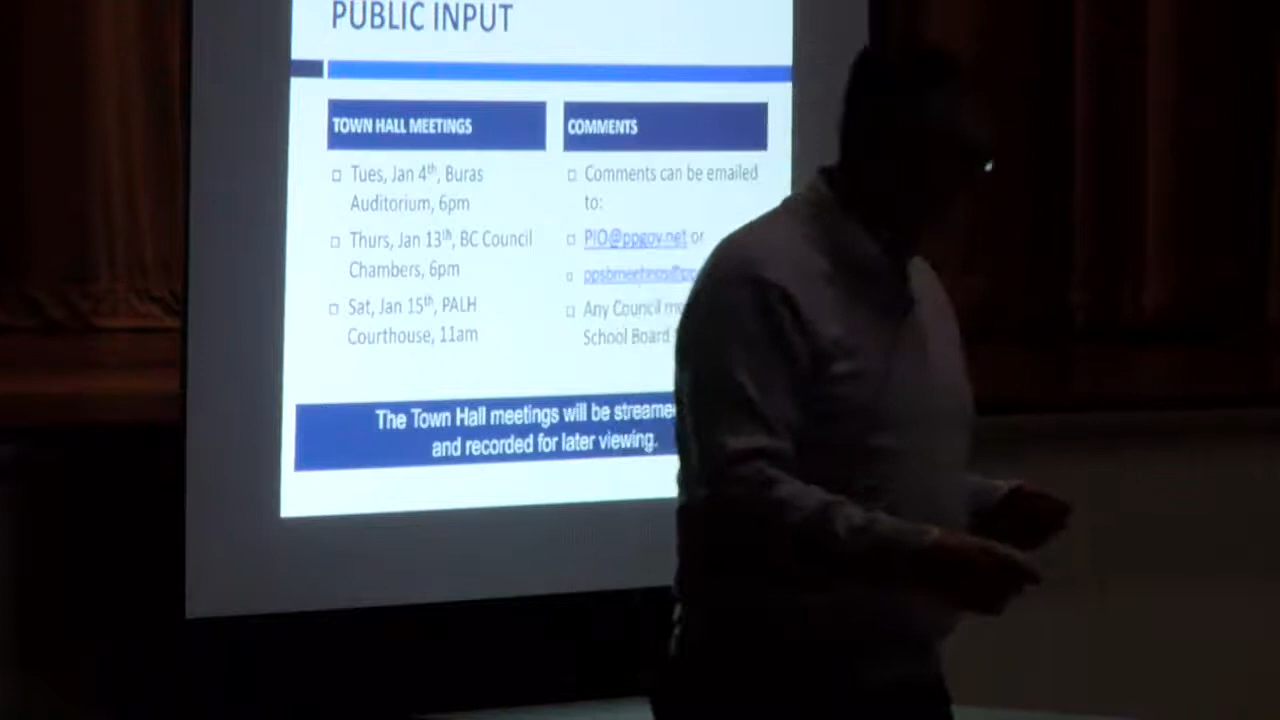 PUBLIC INPUT
TOWN HALL MEETINGS
Tues, Jan 4th, Buras
Auditorium, 6pm
Thurs, Jan 13th, BC Council
Chambers, 6pm
Sat, Jan 15th, PALH
Courthouse, 11am
COMMENTS
Comments can be emailed
to:
PIO@ppgov.net or
Any Council
School Board
The Town Hall meetings will be streame
and recorded for later viewing.